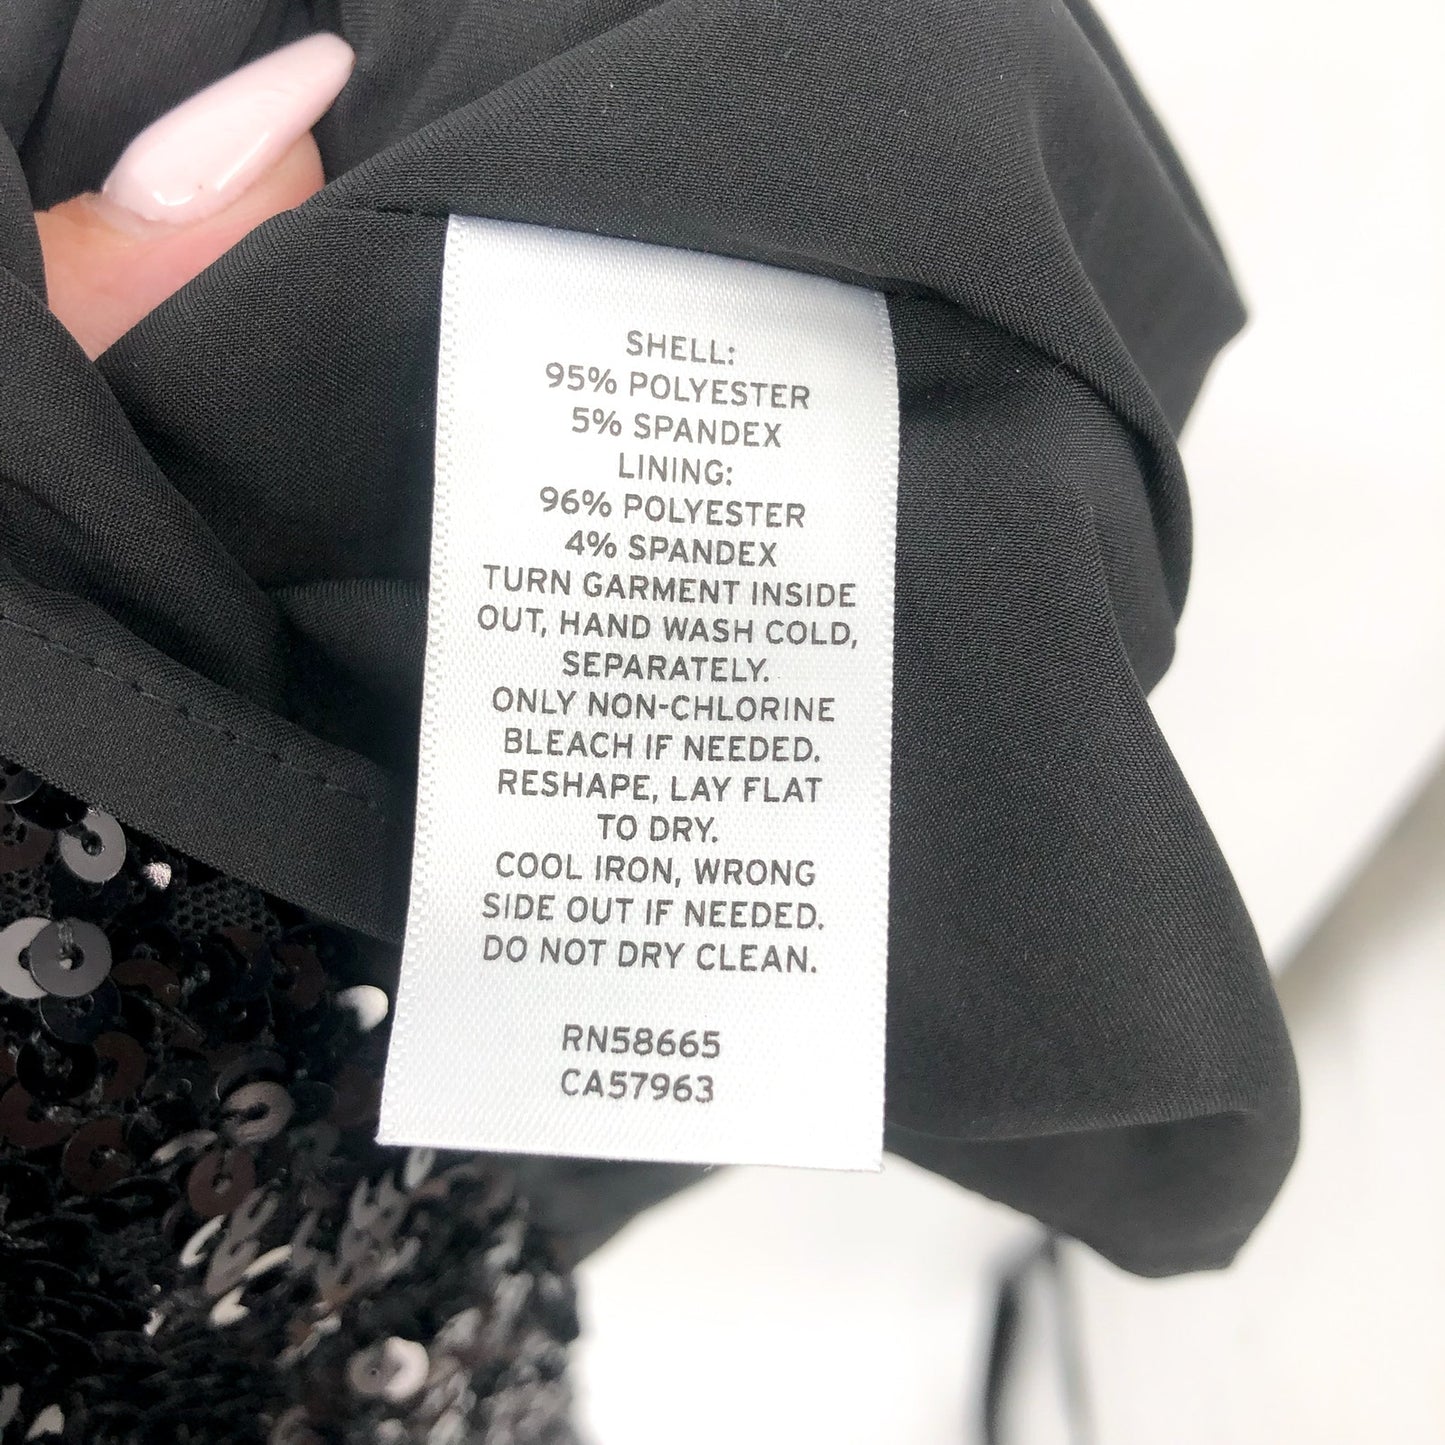 SHELL:
95% POLYESTER
5% SPANDEX
LINING:
96% POLYESTER
4% SPANDEX
TURN GARMENT INSIDE
OUT, HAND WASH COLD,
SEPARATELY.
ONLY NON-CHLORINE
BLEACH IF NEEDED.
RESHAPE, LAY FLAT
TO DRY.
COOL IRON, WRONG
SIDE OUT IF NEEDED.
DO NOT DRY CLEAN.
RN58665
CA57963